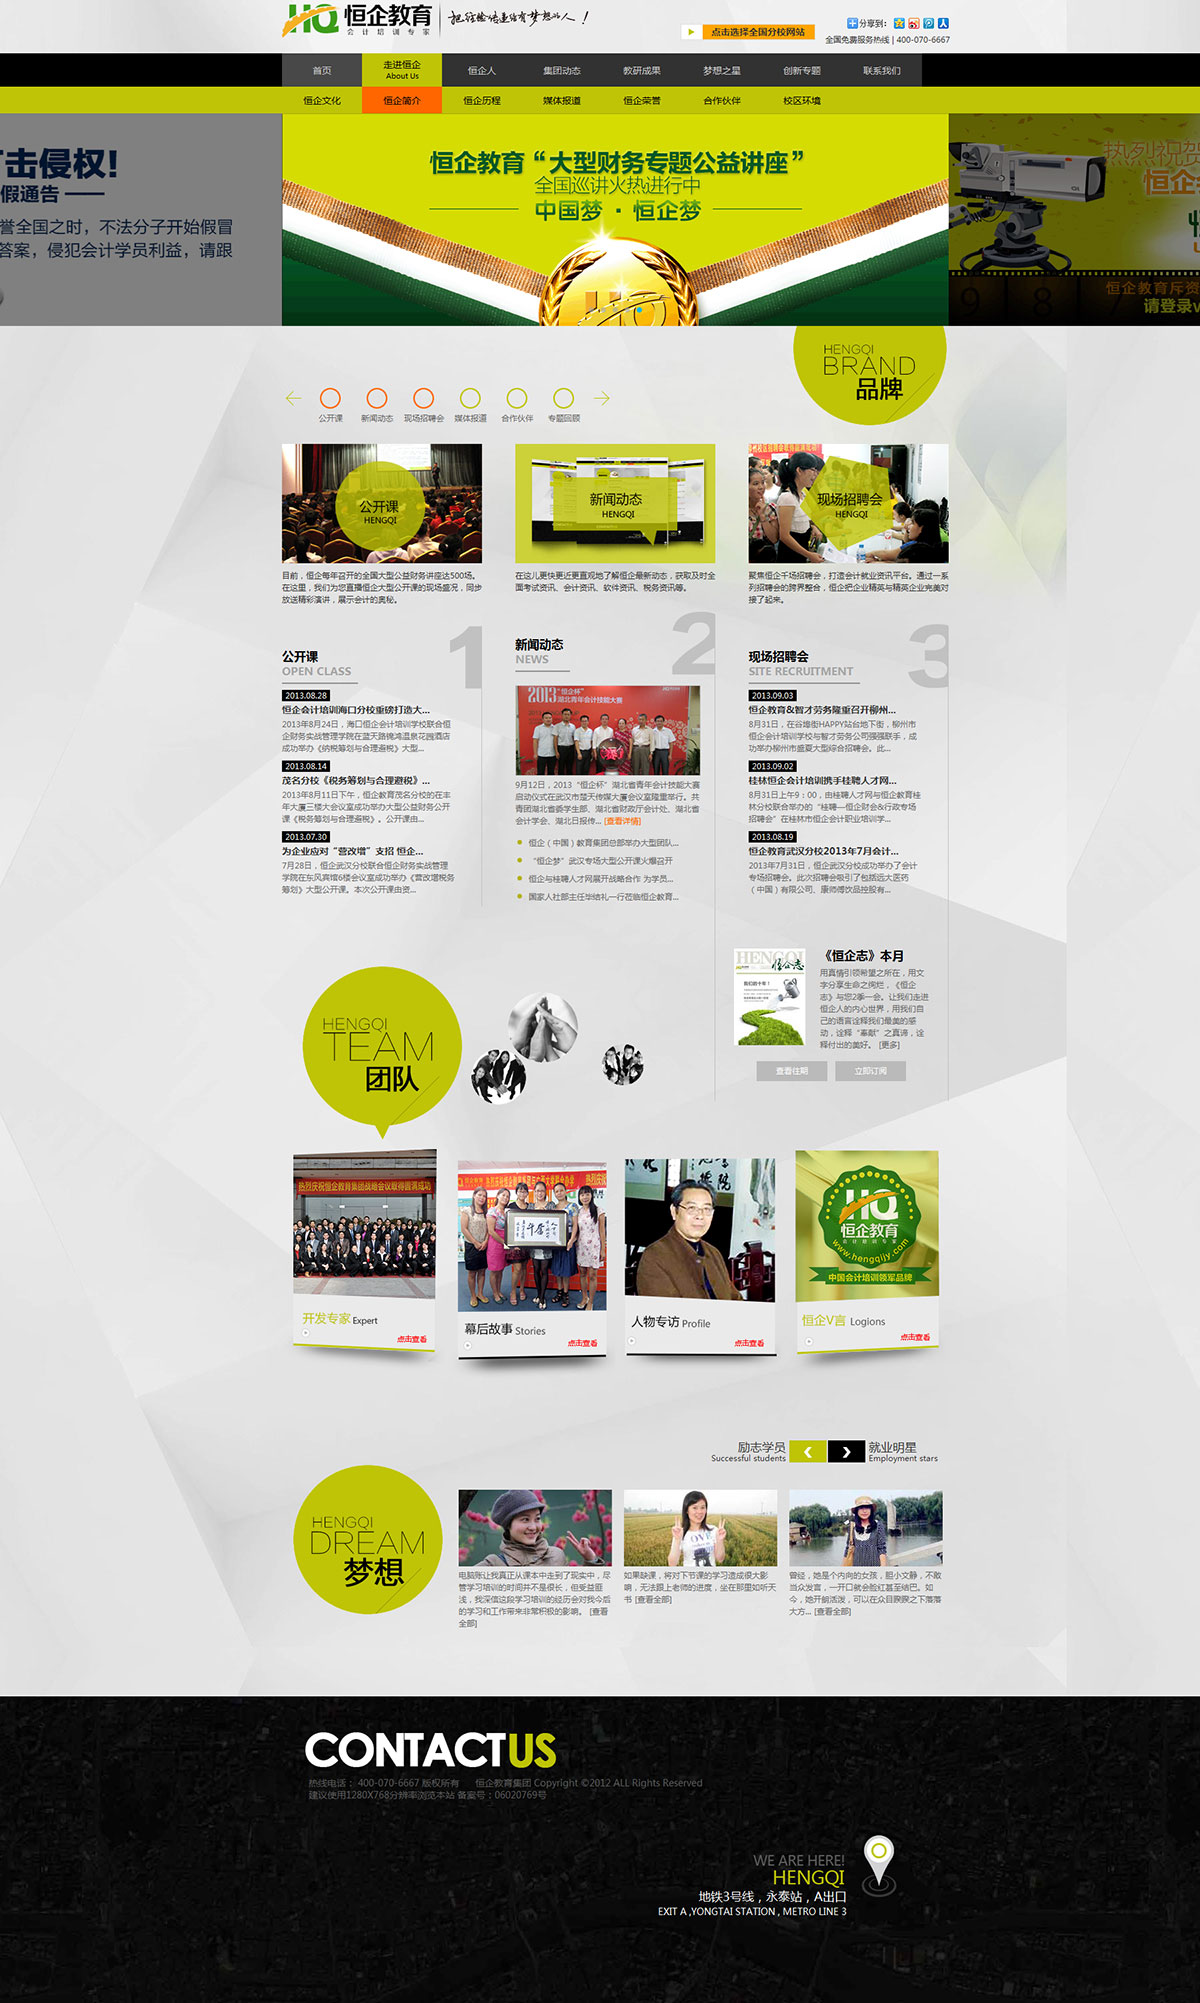 HQ 恒企教育
会计培训专家
把经验传递给有梦想的人！
点击选择全国分校网站
分享到：
全国免费服务热线 | 400-070-6667
首页
走进恒企
About Us
恒企人
集团动态
教研成果
梦想之星
创新专题
联系我们
恒企文化
恒企简介
恒企历程
媒体报道
恒企荣誉
合作伙伴
校区环境
击侵权!
假通告
誉全国之时，不法分子开始假冒
答案，侵犯会计学员利益，请跟
恒企教育“大型财务专题公益讲座”
全国巡讲火热进行中
中国梦 · 恒企梦
热烈祝贺
恒企
恒企教育斥资
请登录
9 8
HENGQI
BRAND
品牌
公开课
新闻动态
现场招聘会
媒体报道
合作伙伴
专题回顾
公开课
HENGQI
新闻动态
HENGQI
现场招聘会
HENGQI
目前，恒企每年召开的全国大型公益财务讲座达500场。
在这里，我们为您直播恒企大型公开课的现场盛况，同步
放送精彩演讲，展示会计的奥秘。
在这儿更快更近更直观地了解恒企最新动态，获取及时全
面考试资讯、会计资讯、软件资讯、税务资讯等。
聚焦恒企千场招聘会，打造会计就业资讯平台。通过一系
列招聘会的跨界整合，恒企把企业精英与精英企业完美对
接了起来。
1
公开课
OPEN CLASS
2013.08.28
恒企会计培训海口分校重磅打造大...
2013年8月24日，海口恒企会计培训学校联合恒
企财务实战管理学院在蓝天路锦鸿温泉花园酒店
成功举办《纳税筹划与合理避税》大型...
2013.08.14
茂名分校《税务筹划与合理避税》...
2013年8月11日下午，恒企教育茂名分校的在丰
年大厦三楼大会议室成功举办大型公益财务公开
课《税务筹划与合理避税》。公开课由...
2013.07.30
为企业应对“营改增”支招 恒企...
7月28日，恒企武汉分校联合恒企财务实战管理
学院在东风宾馆6楼会议室成功举办《营改增税务
筹划》大型公开课。本次公开课由资...
2
新闻动态
NEWS
2013“恒企杯”
湖北青年会计技能大赛
9月12日，2013“恒企杯”湖北省青年会计技能大赛
启动仪式在武汉市楚天传媒大厦会议室隆重举行。共
青团湖北省委学生部、湖北省财政厅会计处、湖北省
会计学会、湖北日报传... [查看详情]
恒企（中国）教育集团总部举办大型团队...
“恒企梦”武汉专场大型公开课火爆召开
恒企与桂聘人才网展开战略合作 为学员...
国家人社部主任毕结礼一行莅临恒企教育...
3
现场招聘会
SITE RECRUITMENT
2013.09.03
恒企教育&智才劳务隆重召开柳州...
8月31日，在谷埠街HAPPY站台地下街，柳州市
恒企会计培训学校与智才劳务公司强强联手，成
功举办柳州市盛夏大型综合招聘会。此...
2013.09.02
桂林恒企会计培训携手桂聘人才网...
8月31日上午9：00，由桂聘人才网与恒企教育桂
林分校联合举办的“桂聘—恒企财会&行政专场
招聘会”在桂林市恒企会计职业培训学...
2013.08.19
恒企教育武汉分校2013年7月会计...
2013年7月31日，恒企武汉分校成功举办了会计
专场招聘会。此次招聘会吸引了包括远大医药
（中国）有限公司、康师傅饮品控股有...
HENGQI
恒企志
《恒企志》本月
用真情引领希望之所在，用文
字分享生命之绚烂，《恒企
志》与您2季一会。让我们走进
恒企人的内心世界，用我们自
己的语言诠释我们最美的感
动，诠释“奉献”之真谛，诠
释付出的美好。 [更多]
查看往期
立即订阅
HENGQI
TEAM
团队
热烈庆祝恒企教育集团战略会议取得圆满成功
HQ
恒企教育
会计培训专家
www.hengqijy.com
中国会计培训领军品牌
开发专家 Expert
点击查看
幕后故事 Stories
点击查看
人物专访 Profile
点击查看
恒企V言 Logions
点击查看
励志学员
Successful students
就业明星
Employment stars
HENGQI
DREAM
梦想
电脑账让我真正从课本中走到了现实中，尽
管学习培训的时间并不是很长，但受益匪
浅，我深信这段学习培训的经历会对我今后
的学习和工作带来非常积极的影响。 [查看
全部]
如果缺课，将对下节课的学习造成很大影
响，无法跟上老师的进度，坐在那里如听天
书 [查看全部]
曾经，她是个内向的女孩，胆小文静，不敢
当众发言，一开口就会脸红甚至结巴。如
今，她开朗活泼，可以在众目睽睽之下落落
大方... [查看全部]
CONTACTUS
热线电话： 400-070-6667 版权所有 恒企教育集团 Copyright ©2012 ALL Rights Reserved
建议使用1280X768分辨率浏览本站 备案号：06020769号
WE ARE HERE!
HENGQI
地铁3号线，永泰站，A出口
EXIT A ,YONGTAI STATION , METRO LINE 3